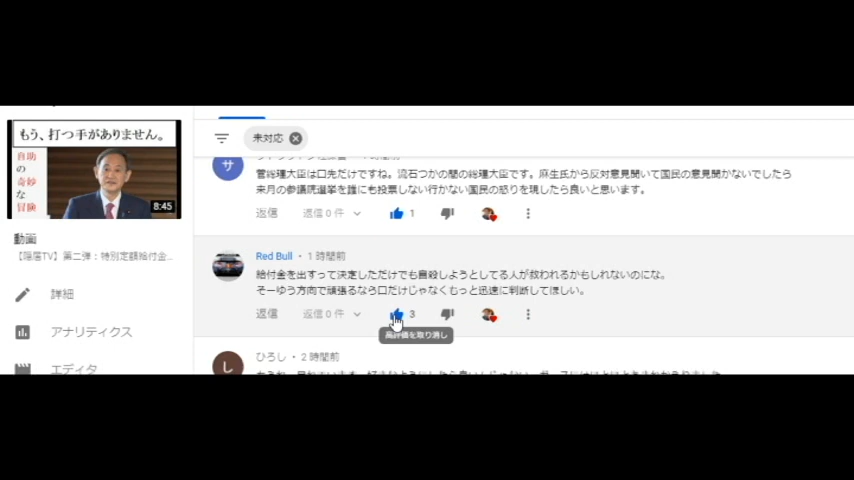 もう、打つ手がありません。
自助
の
奇妙
な
冒険
8:45
動画
【隠居TV】第二弾：特別定額給付金...
詳細
アナリティクス
エディタ
未対応
サ
菅総理大臣は口先だけですね。流石つかの間の総理大臣です。麻生氏から反対意見聞いて国民の意見聞かないでしたら
来月の参議院選挙を誰にも投票しない行かない国民の怒りを現したら良いと思います。
返信 返信 0 件 1
Red Bull ・ 1 時間前
給付金を出すって決定しただけでも自殺しようとしてる人が救われるかもしれないのにな。
そーゆう方向で頑張るなら口だけじゃなくもっと迅速に判断してほしい。
返信 返信 0 件 3
高評価を取り消し
し
ひろし ・ 2 時間前